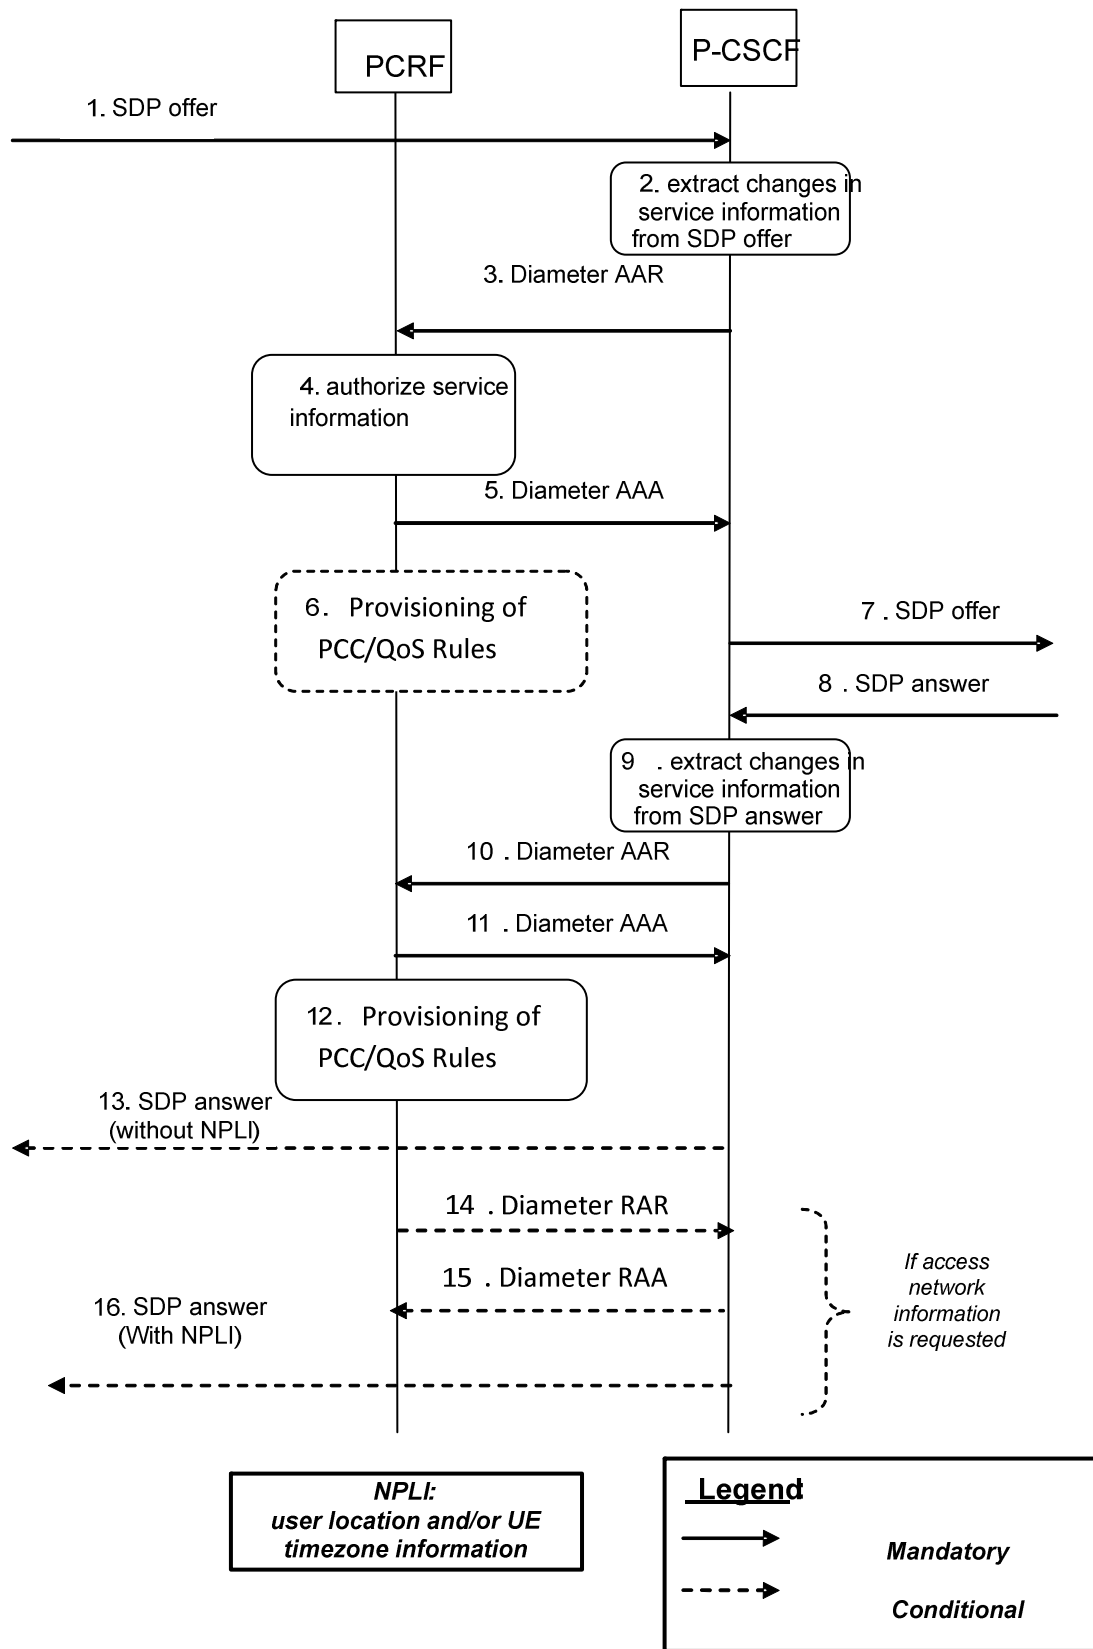 PCRF
P-CSCF
1. SDP offer
2. extract changes in
service information
from SDP offer
3. Diameter AAR
4. authorize service
information
5. Diameter AAA
6. Provisioning of
PCC/QoS Rules
7 . SDP offer
8 . SDP answer
9 . extract changes in
service information
from SDP answer
10 . Diameter AAR
11 . Diameter AAA
12. Provisioning of
PCC/QoS Rules
13. SDP answer
(without NPLI)
14 . Diameter RAR
15 . Diameter RAA
16. SDP answer
(With NPLI)
If access
network
information
is requested
NPLI:
user location and/or UE
timezone information
Legend:
Mandatory
Conditional